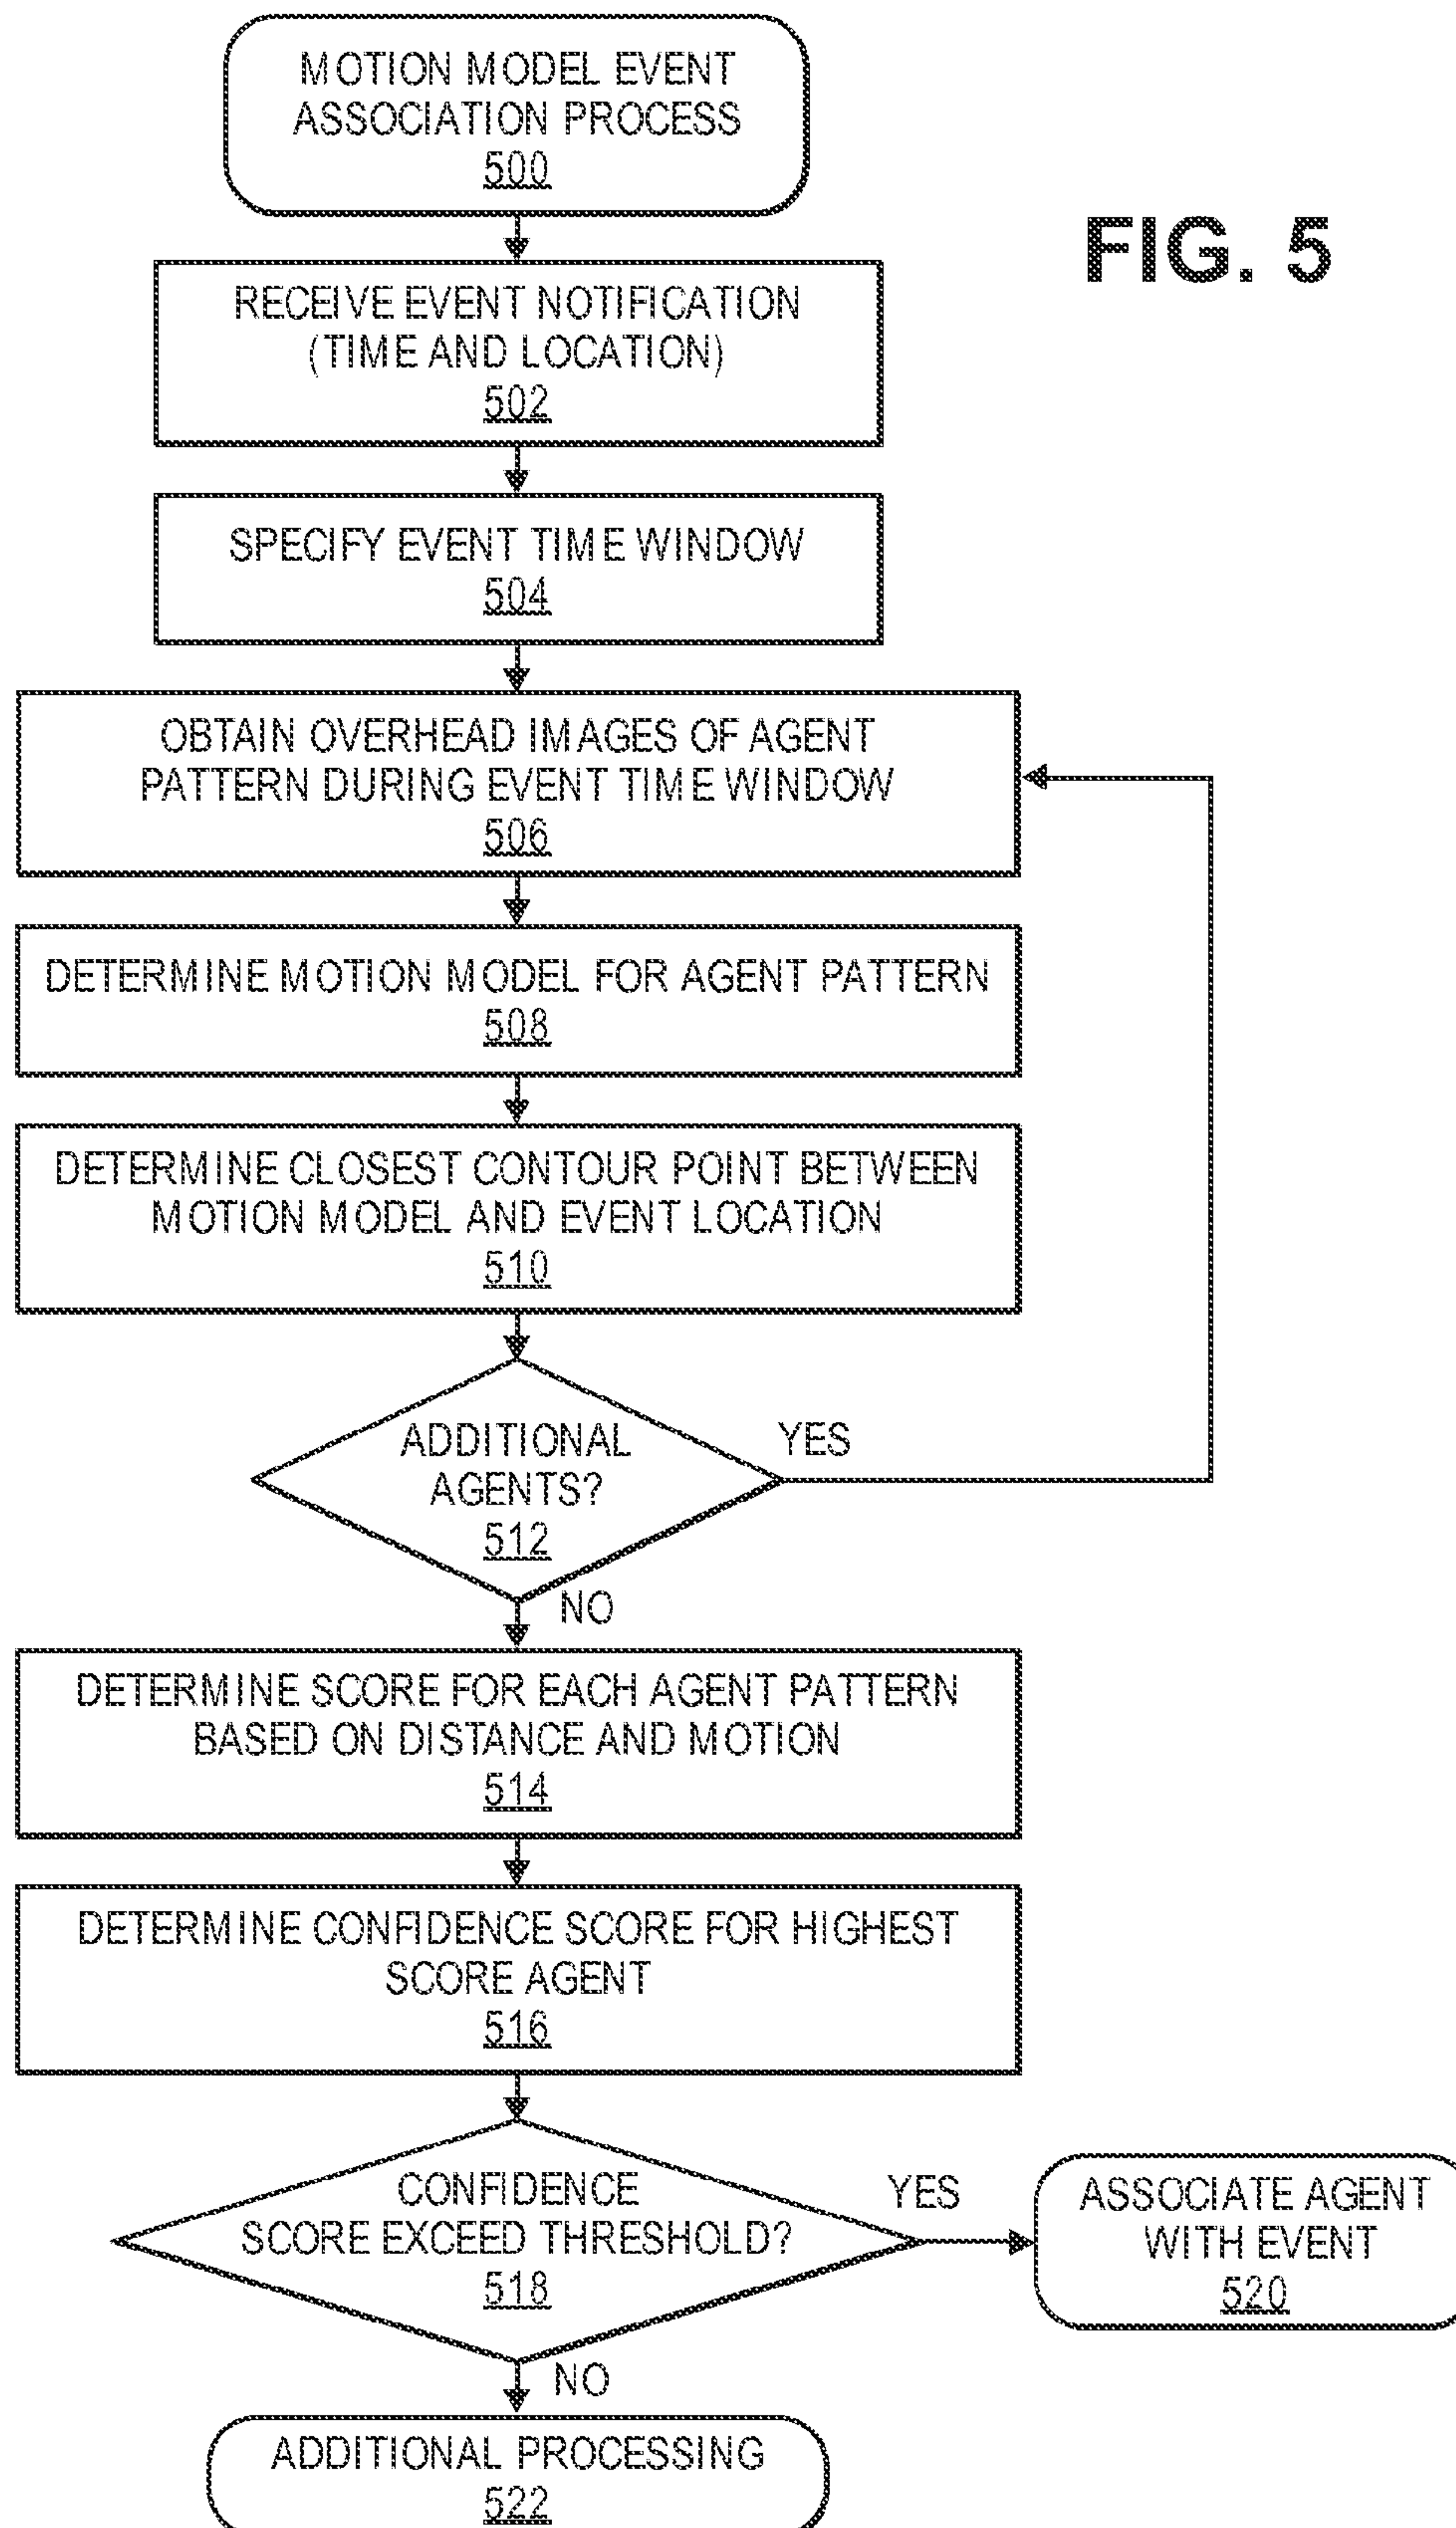 MOTION MODEL EVENT
ASSOCIATION PROCESS
500
FIG. 5
RECEIVE EVENT NOTIFICATION
(TIME AND LOCATION)
502
SPECIFY EVENT TIME WINDOW
504
OBTAIN OVERHEAD IMAGES OF AGENT
PATTERN DURING EVENT TIME WINDOW
506
DETERMINE MOTION MODEL FOR AGENT PATTERN
508
DETERMINE CLOSEST CONTOUR POINT BETWEEN
MOTION MODEL AND EVENT LOCATION
510
ADDITIONAL
AGENTS?
512
YES
NO
DETERMINE SCORE FOR EACH AGENT PATTERN
BASED ON DISTANCE AND MOTION
514
DETERMINE CONFIDENCE SCORE FOR HIGHEST
SCORE AGENT
516
CONFIDENCE
SCORE EXCEED THRESHOLD?
518
YES
ASSOCIATE AGENT
WITH EVENT
520
NO
ADDITIONAL PROCESSING
522